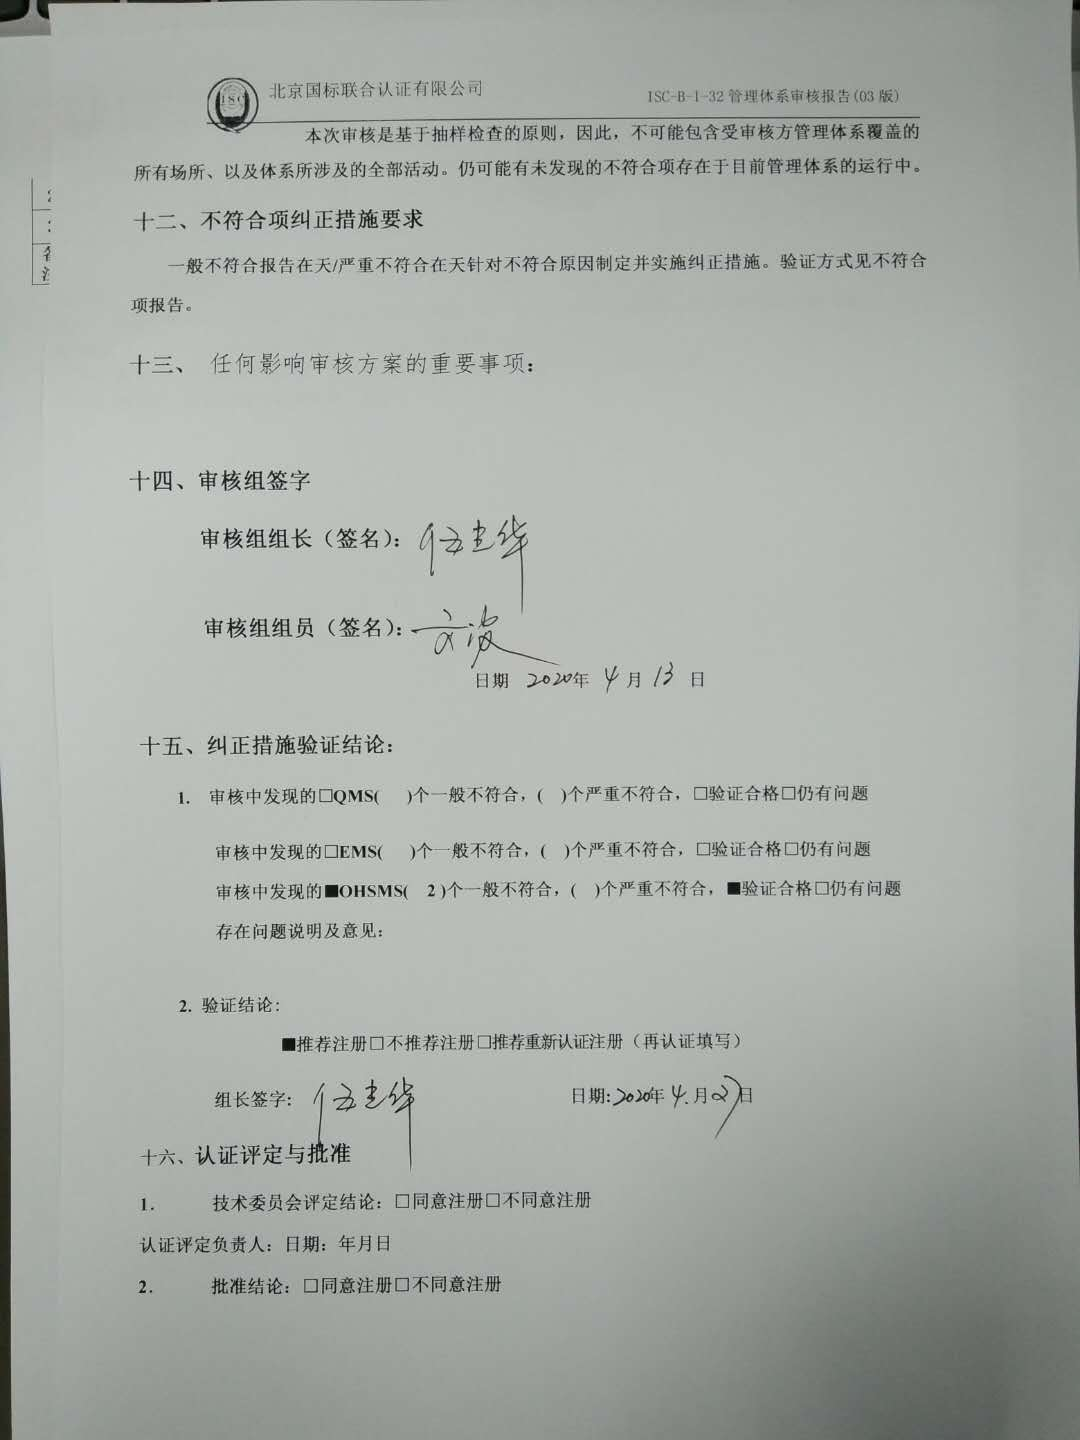 ISC
北京国标联合认证有限公司
ISC-B-I-32 管理体系审核报告(03 版)
本次审核是基于抽样检查的原则，因此，不可能包含受审核方管理体系覆盖的
所有场所、以及体系所涉及的全部活动。仍可能有未发现的不符合项存在于目前管理体系的运行中。
十二、不符合项纠正措施要求
一般不符合报告在天/严重不符合在天针对不符合原因制定并实施纠正措施。验证方式见不符合
项报告。
十三、 任何影响审核方案的重要事项：
十四、审核组签字
审核组组长（签名）：伍建华
审核组组员（签名）：文波
日期 2020年 4 月 13 日
十五、纠正措施验证结论：
1. 审核中发现的□QMS( )个一般不符合，( )个严重不符合，□验证合格□仍有问题
审核中发现的□EMS( )个一般不符合，( )个严重不符合，□验证合格□仍有问题
审核中发现的■OHSMS( 2 )个一般不符合，( )个严重不符合，■验证合格□仍有问题
存在问题说明及意见：
2. 验证结论：
■推荐注册□不推荐注册□推荐重新认证注册（再认证填写）
组长签字：伍建华 日期:2020年 4.月27日
十六、认证评定与批准
1. 技术委员会评定结论：□同意注册□不同意注册
认证评定负责人：日期：年月日
2. 批准结论：□同意注册□不同意注册